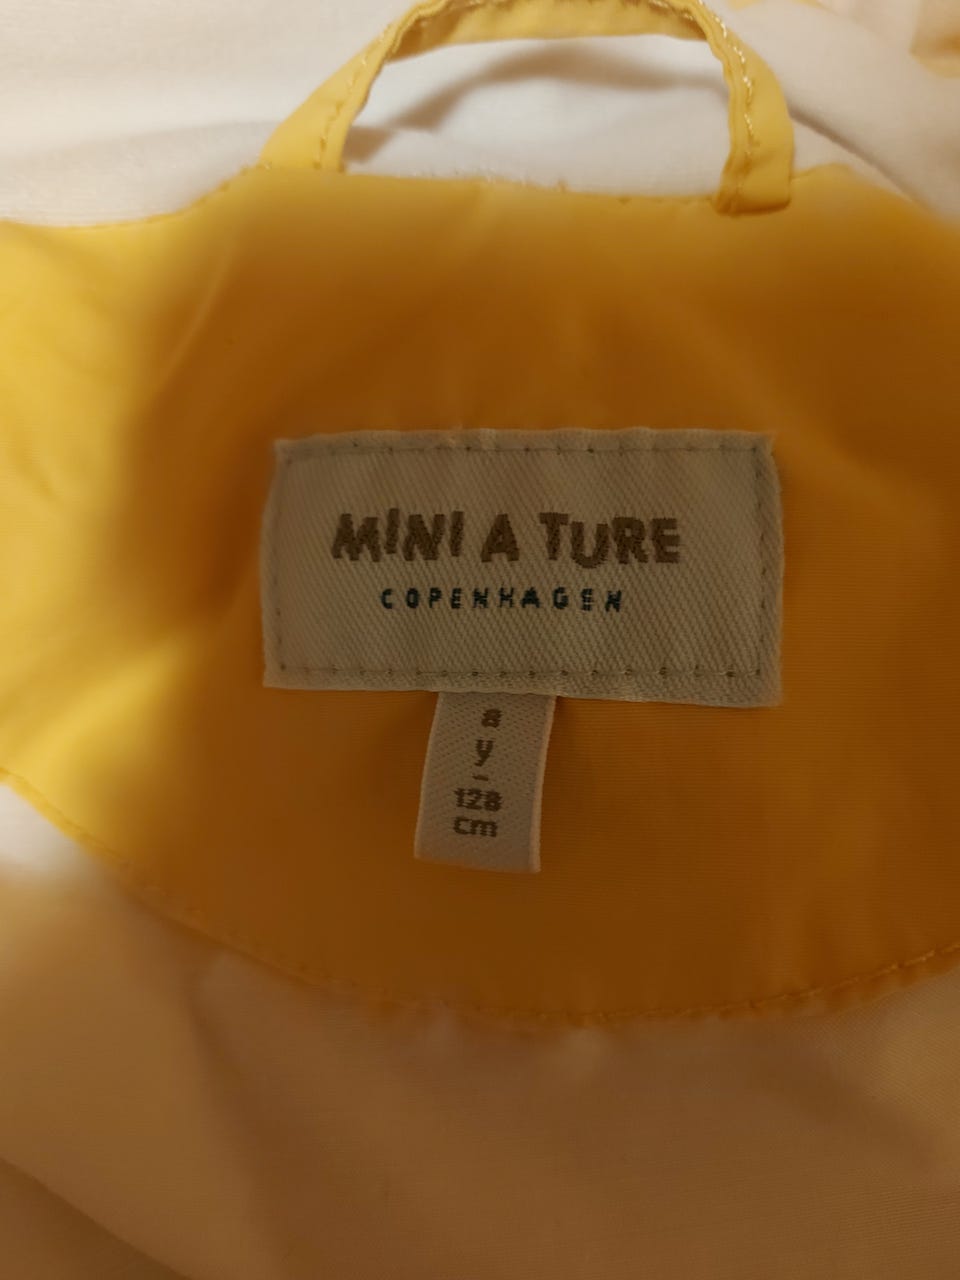 MINI A TURE
COPENHAGEN
8
y
-
128
cm